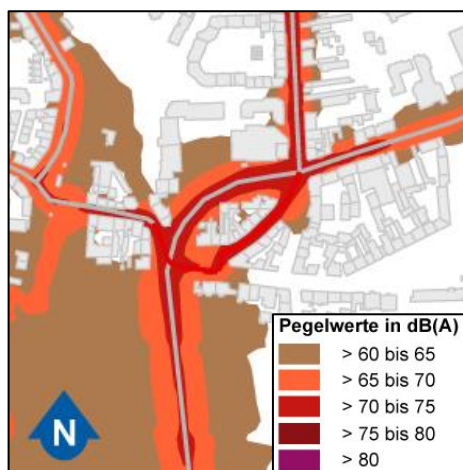 N
Pegelwerte in dB(A)
> 60 bis 65
> 65 bis 70
> 70 bis 75
> 75 bis 80
> 80